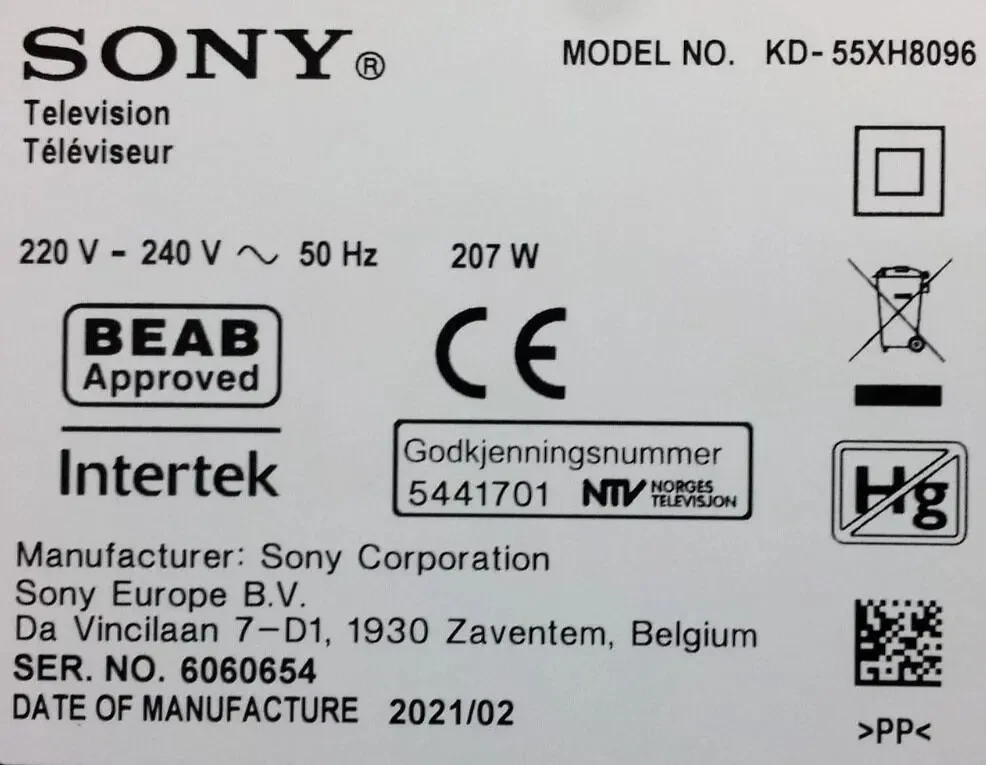 SONY®
MODEL NO. KD-55XH8096
Television
Téléviseur
220 V - 240 V ~ 50 Hz 207 W
BEAB
Approved
CE
Intertek
Godkjenningsnummer
5441701 NTV NORGES
TELEVISJON
Hg
Manufacturer: Sony Corporation
Sony Europe B.V.
Da Vincilaan 7-D1, 1930 Zaventem, Belgium
SER. NO. 6060654
DATE OF MANUFACTURE 2021/02
>PP<